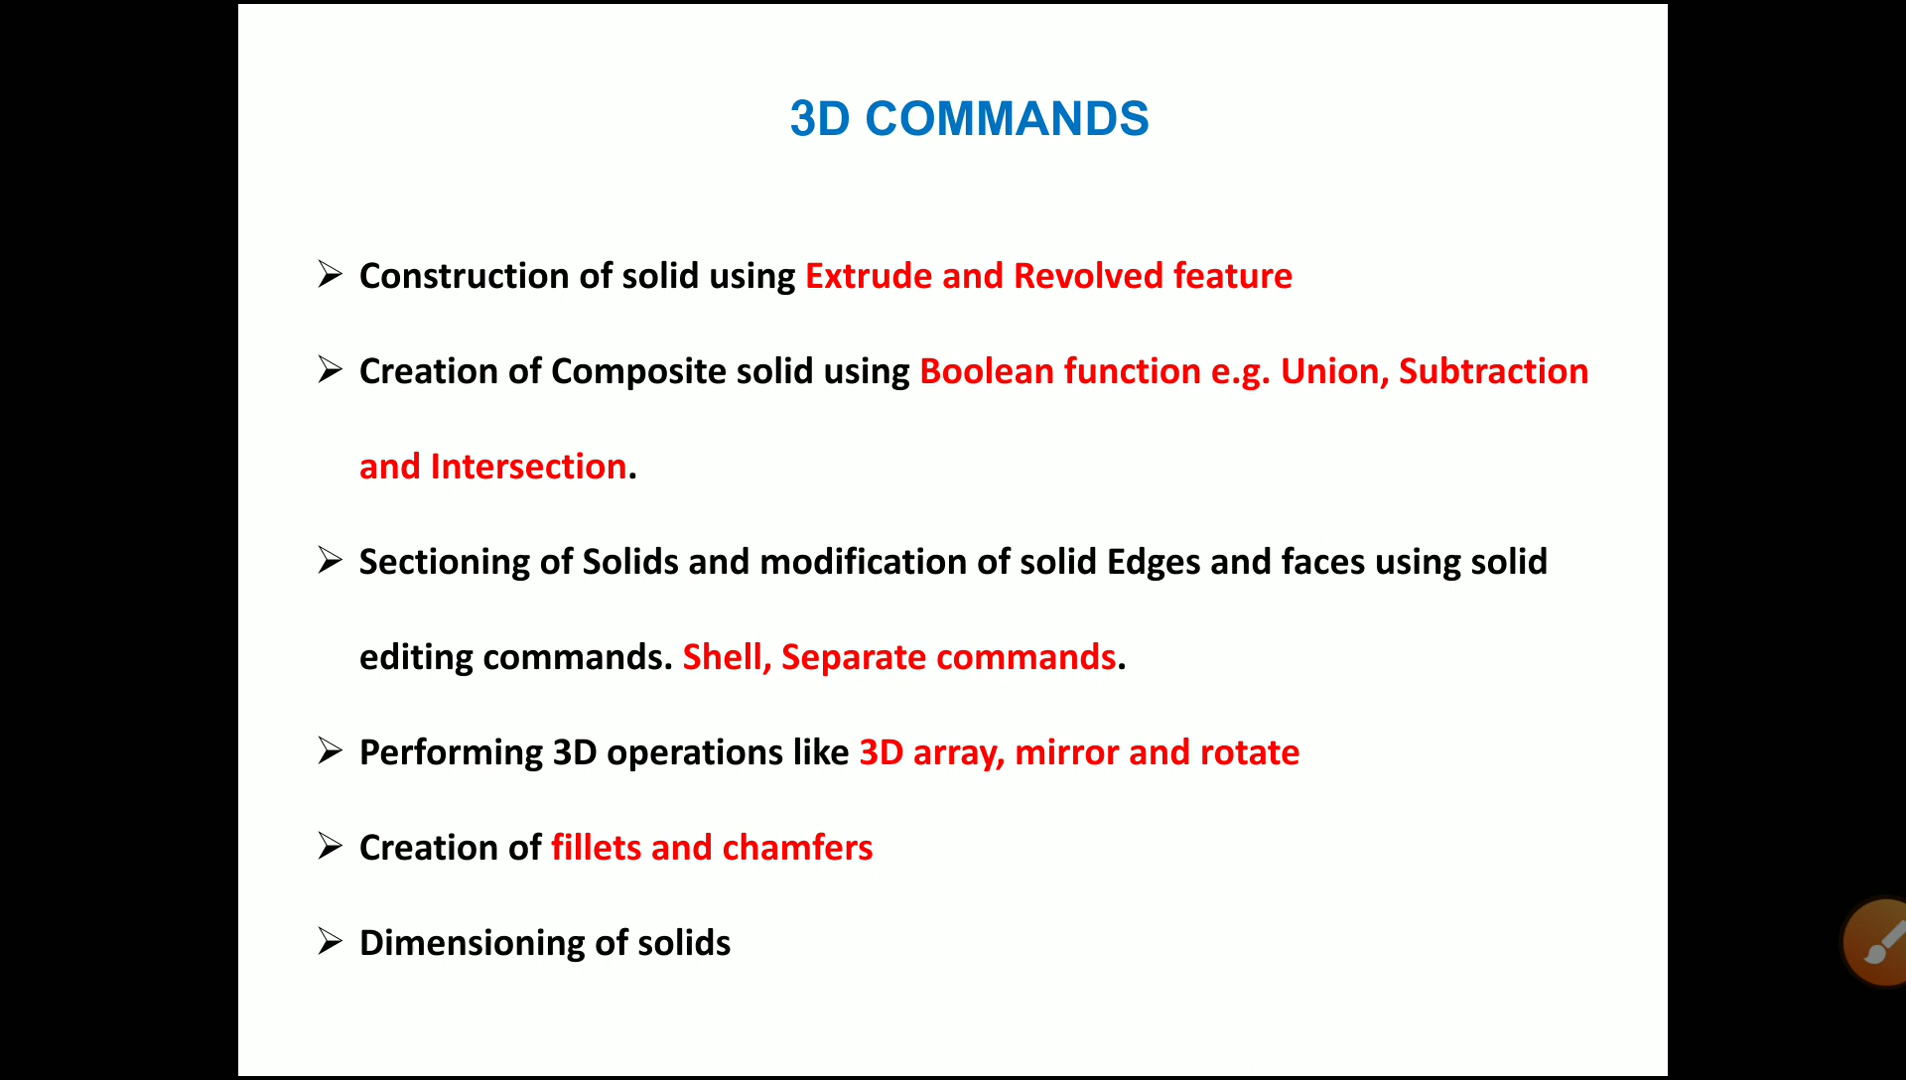 3D COMMANDS
Construction of solid using Extrude and Revolved feature
Creation of Composite solid using Boolean function e.g. Union, Subtraction
and Intersection.
Sectioning of Solids and modification of solid Edges and faces using solid
editing commands. Shell, Separate commands.
Performing 3D operations like 3D array, mirror and rotate
Creation of fillets and chamfers
Dimensioning of solids